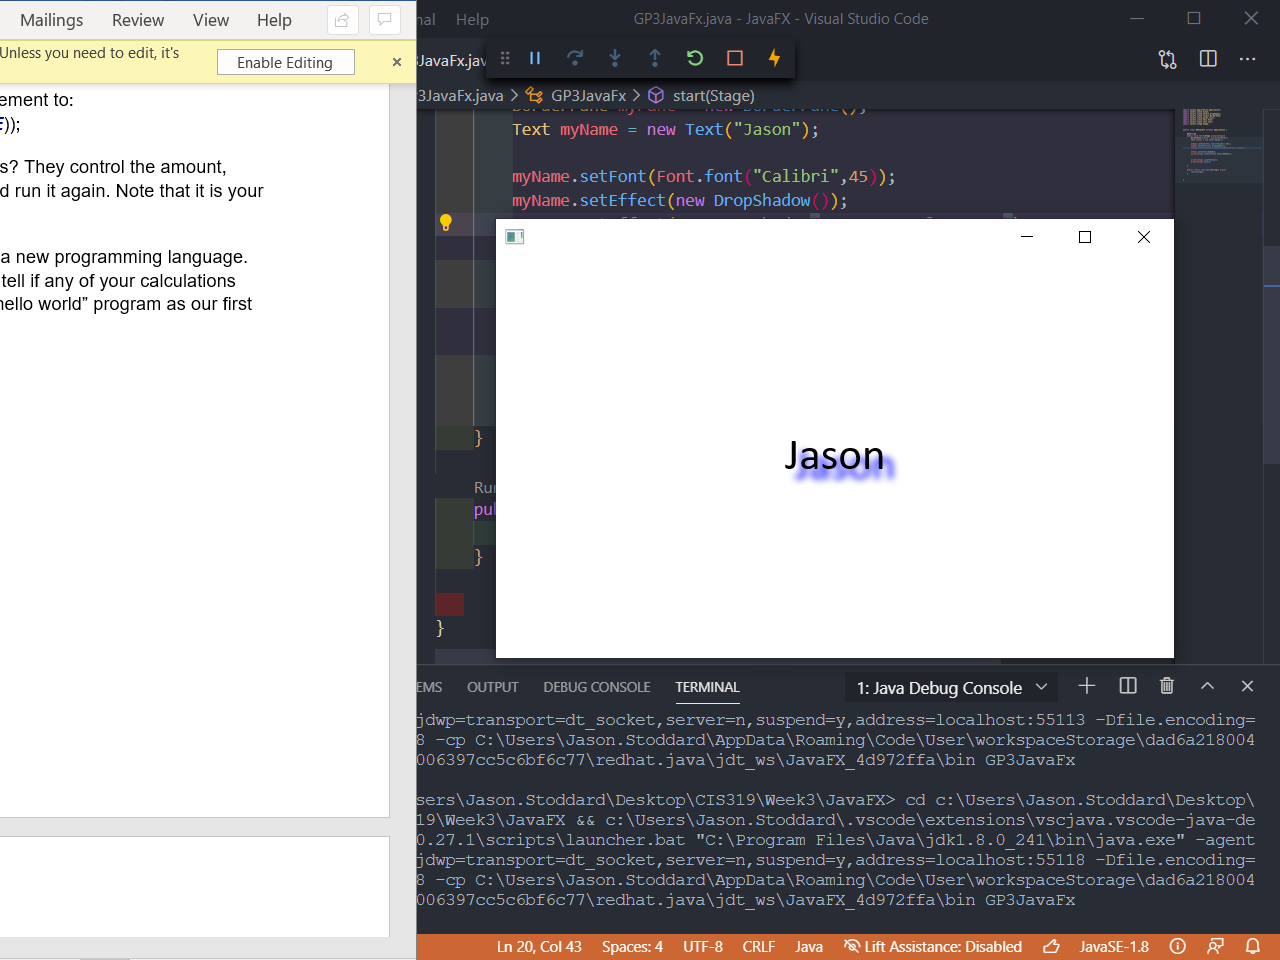 Mailings Review View Help
Unless you need to edit, it's
Enable Editing
ement to:
));
s? They control the amount,
d run it again. Note that it is your
a new programming language.
tell if any of your calculations
hello world” program as our first
nal Help
GP3JavaFx.java - JavaFX - Visual Studio Code
JavaFx.jav
3JavaFx.java > GP3JavaFx > start(Stage)
Text myName = new Text("Jason");
myName.setFont(Font.font("Calibri",45));
myName.setEffect(new DropShadow());
}
Run
pub
}
}
Jason
EMS OUTPUT DEBUG CONSOLE TERMINAL
1: Java Debug Console
jdwp=transport=dt_socket,server=n,suspend=y,address=localhost:55113 -Dfile.encoding=
8 -cp C:\Users\Jason.Stoddard\AppData\Roaming\Code\User\workspaceStorage\dad6a218004
006397cc5c6bf6c77\redhat.java\jdt_ws\JavaFX_4d972ffa\bin GP3JavaFx
sers\Jason.Stoddard\Desktop\CIS319\Week3\JavaFX> cd c:\Users\Jason.Stoddard\Desktop\
19\Week3\JavaFX && c:\Users\Jason.Stoddard\.vscode\extensions\vscjava.vscode-java-de
0.27.1\scripts\launcher.bat "C:\Program Files\Java\jdk1.8.0_241\bin\java.exe" -agent
jdwp=transport=dt_socket,server=n,suspend=y,address=localhost:55118 -Dfile.encoding=
8 -cp C:\Users\Jason.Stoddard\AppData\Roaming\Code\User\workspaceStorage\dad6a218004
006397cc5c6bf6c77\redhat.java\jdt_ws\JavaFX_4d972ffa\bin GP3JavaFx
Ln 20, Col 43 Spaces: 4 UTF-8 CRLF Java Lift Assistance: Disabled JavaSE-1.8